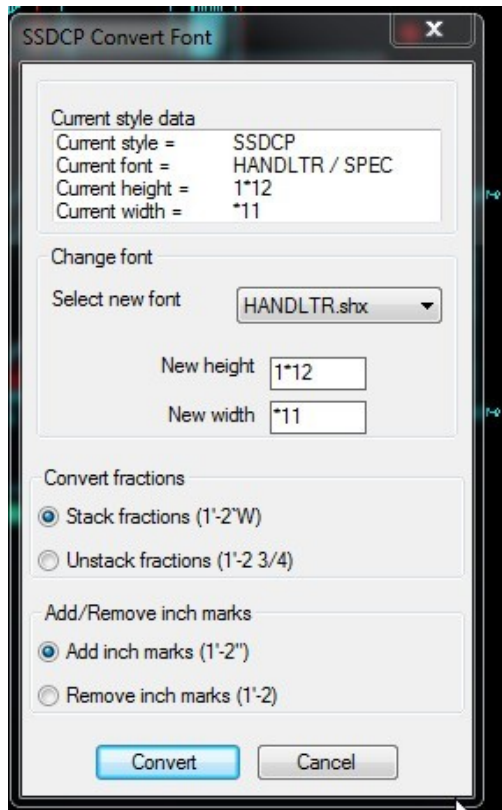 SSDCP Convert Font
x
Current style data
Current style = SSDCP
Current font = HANDLTR / SPEC
Current height = 1*12
Current width = *11
Change font
Select new font HANDLTR.shx
New height 1*12
New width *11
Convert fractions
Stack fractions (1'-2~W)
Unstack fractions (1'-2 3/4)
Add/Remove inch marks
Add inch marks (1'-2")
Remove inch marks (1'-2)
Convert Cancel